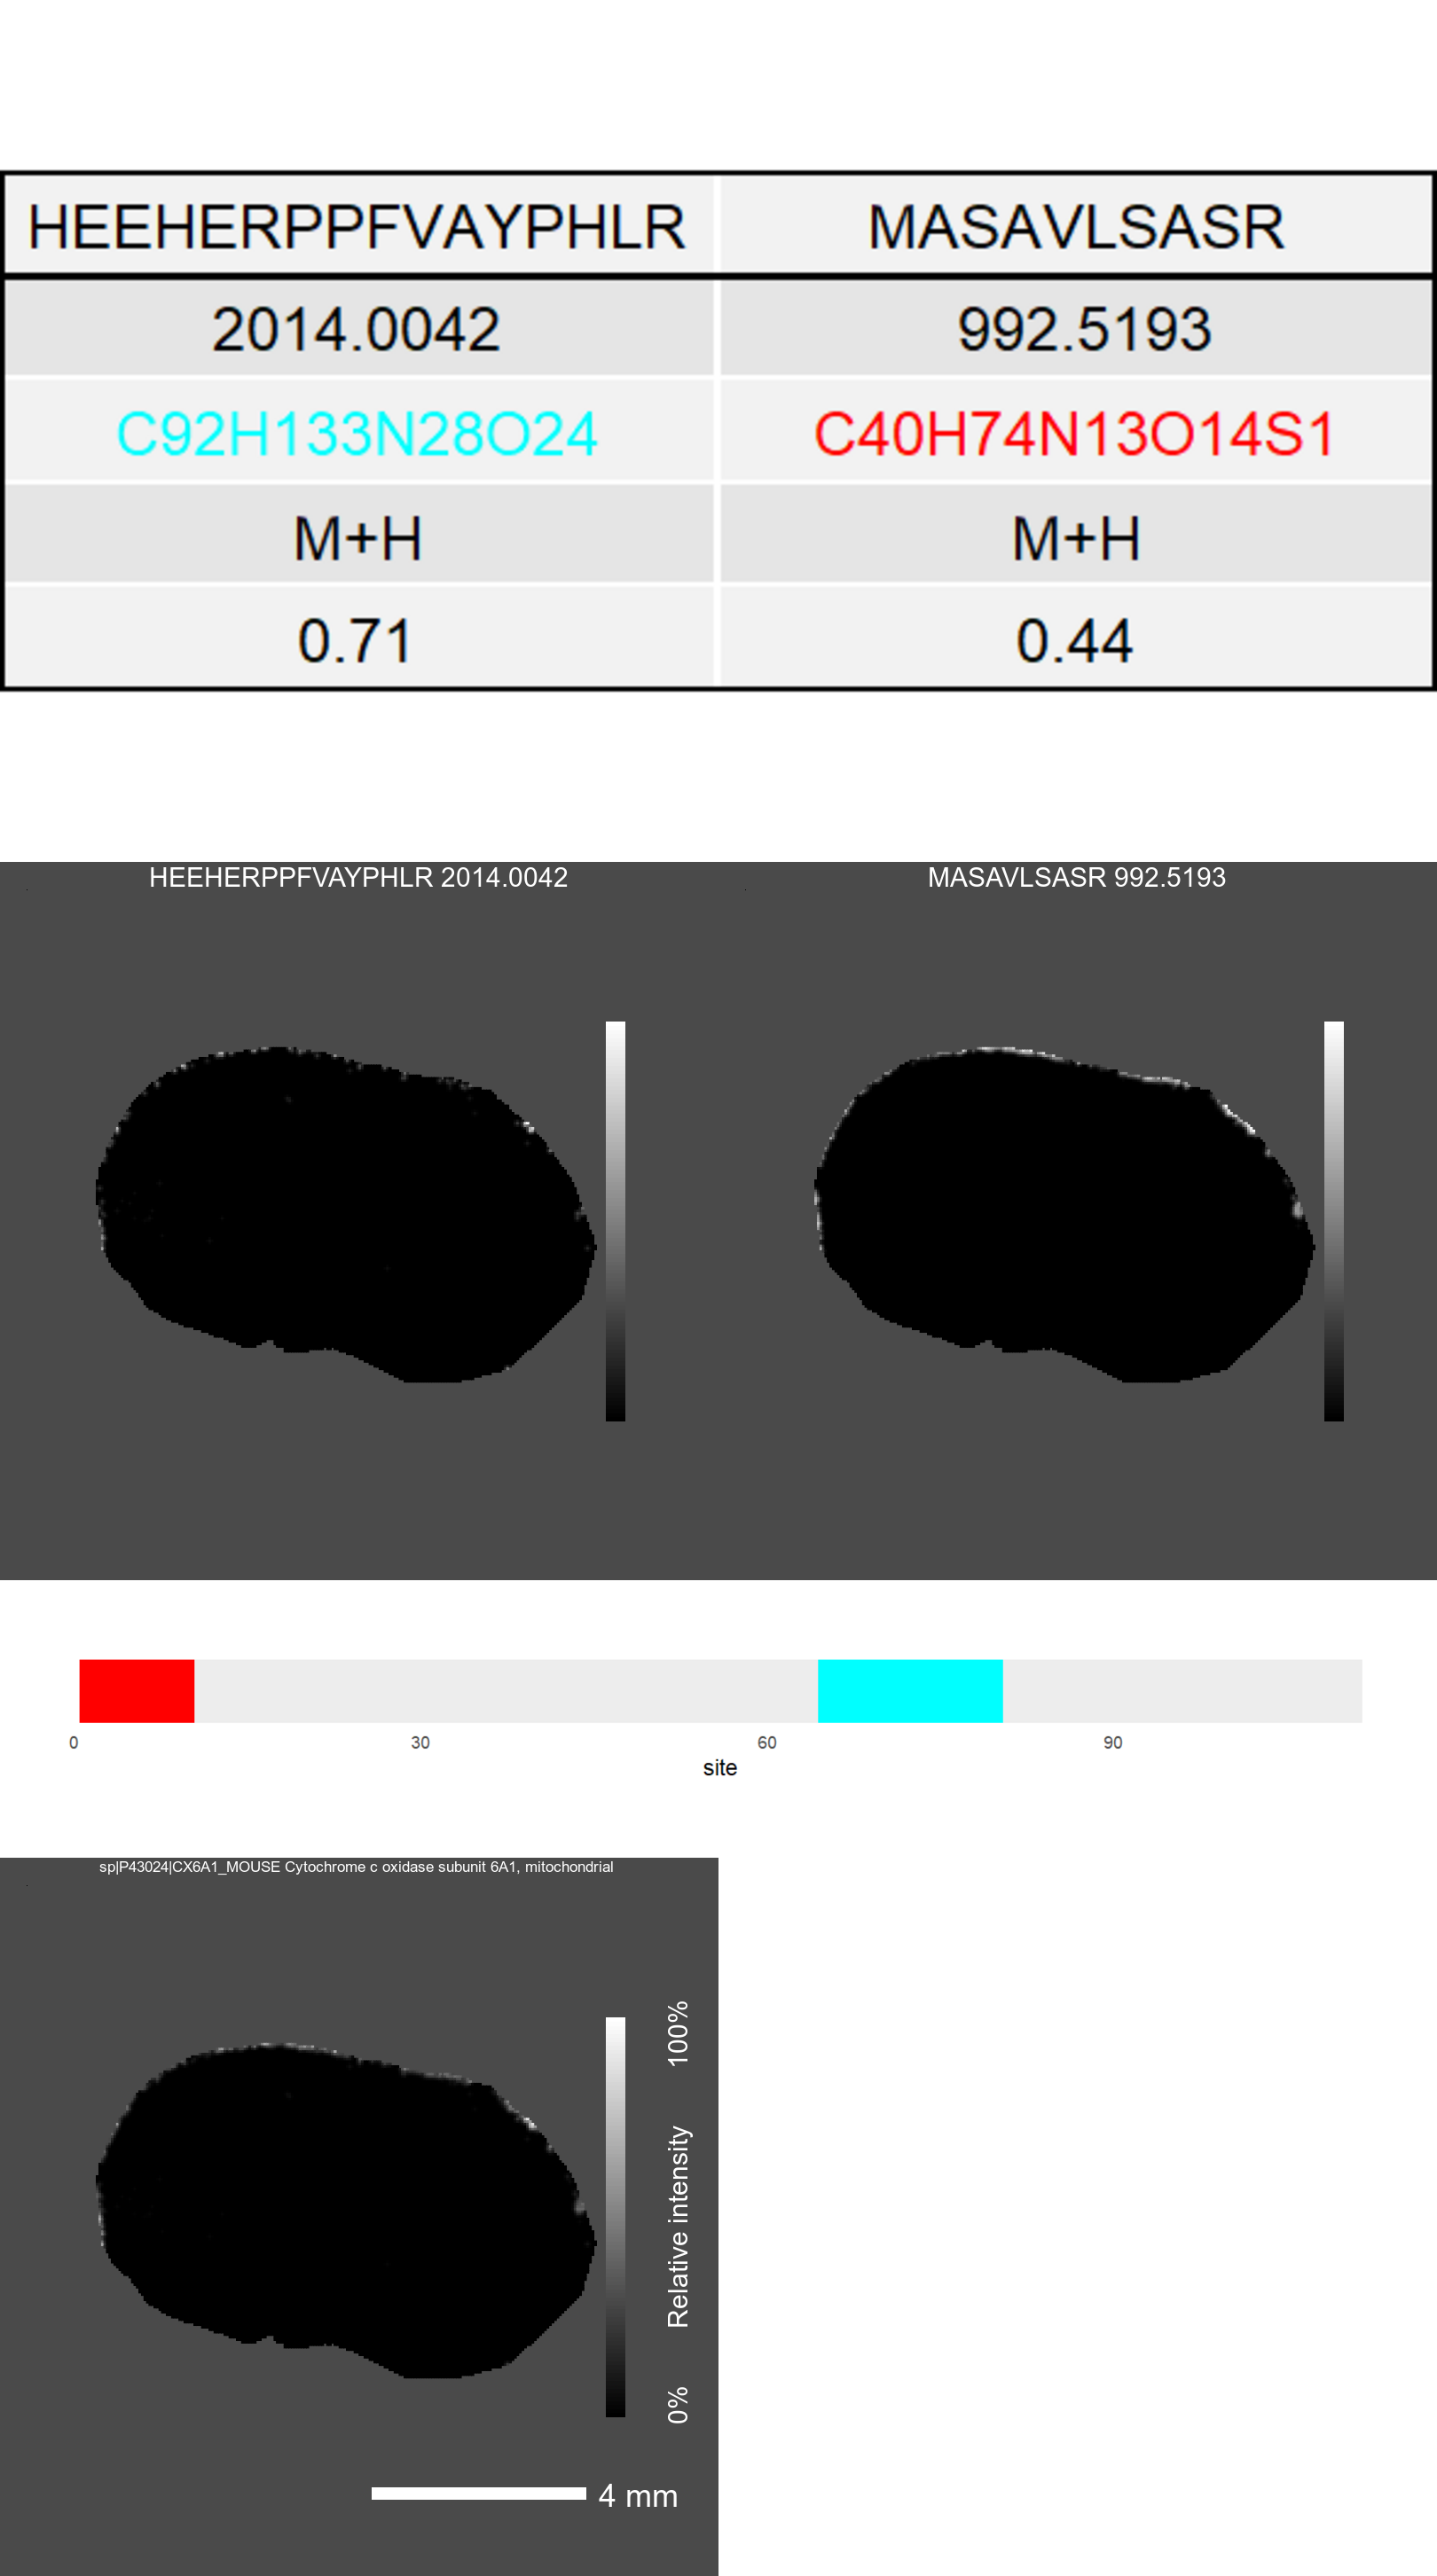 HEEHERPPFVAYPHLR MASAVLSASR
2014.0042 992.5193
C92H133N28O24 C40H74N13O14S1
M+H M+H
0.71 0.44
HEEHERPPFVAYPHLR 2014.0042 MASAVLSASR 992.5193
0 30 60 90
site
sp|P43024|CX6A1_MOUSE Cytochrome c oxidase subunit 6A1, mitochondrial
100%
Relative intensity
0%
4 mm